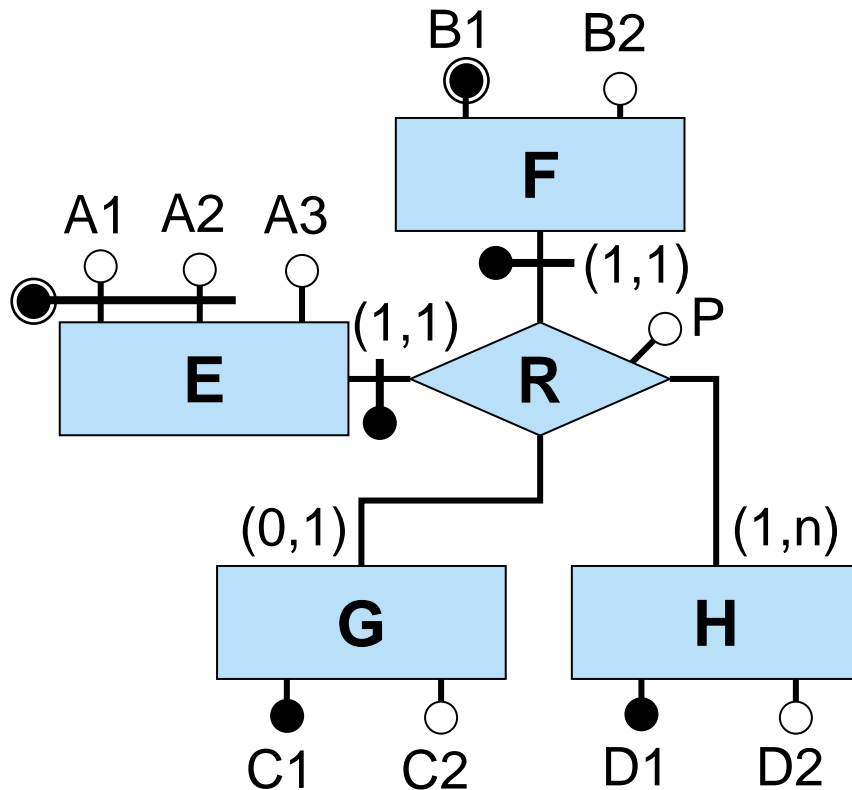 B1 B2
F
A1 A2 A3
(1,1)
(1,1)
P
E
R
(0,1)
(1,n)
G
H
C1 C2
D1 D2